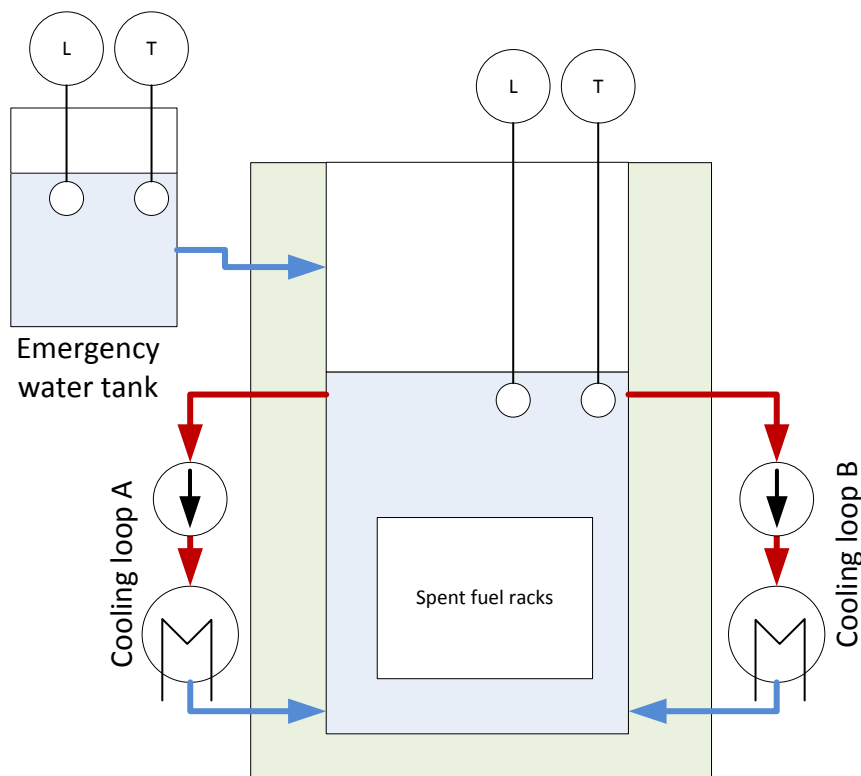 L
T
L
T
Emergency
water tank
Cooling loop A
Cooling loop B
Spent fuel racks